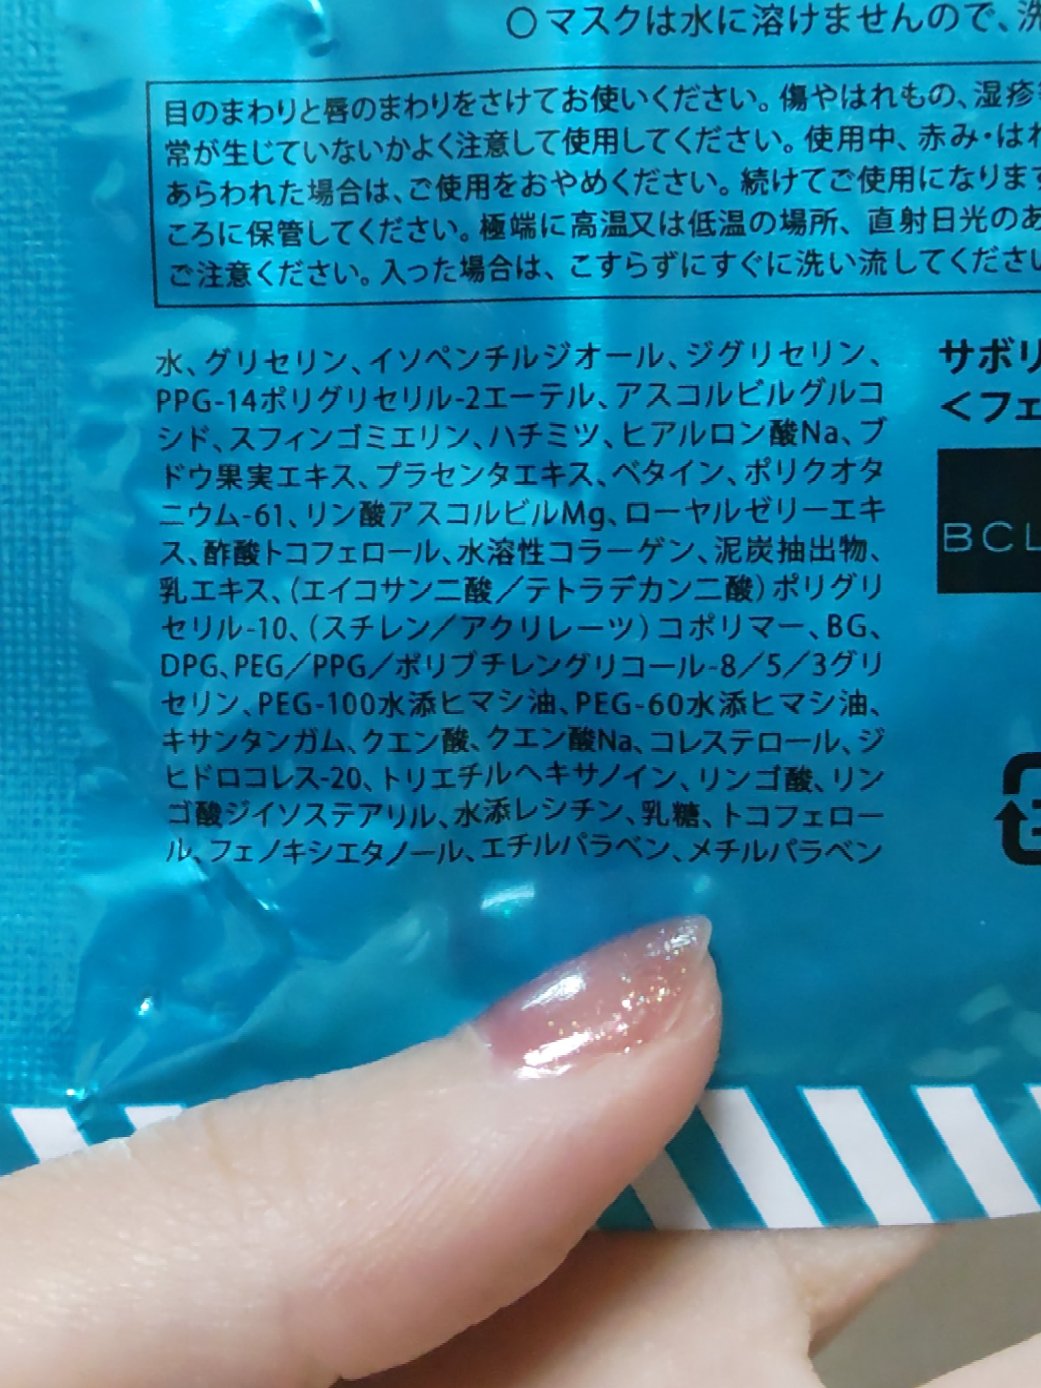 ○マスクは水に溶けませんので、洗
目のまわりと唇のまわりをさけてお使いください。傷やはれもの、湿疹
常が生じていないかよく注意して使用してください。使用中、赤み・はれ
あらわれた場合は、ご使用をおやめください。続けてご使用になります
ころに保管してください。極端に高温又は低温の場所、直射日光のあ
ご注意ください。入った場合は、こすらずにすぐに洗い流してください
水、グリセリン、イソペンチルジオール、ジグリセリン、
PPG-14ポリグリセリル-2エーテル、アスコルビルグルコ
シド、スフィンゴミエリン、ハチミツ、ヒアルロン酸Na、ブ
ドウ果実エキス、プラセンタエキス、ベタイン、ポリクオタ
ニウム-61、リン酸アスコルビルMg、ローヤルゼリーエキ
ス、酢酸トコフェロール、水溶性コラーゲン、泥炭抽出物、
乳エキス、(エイコサン二酸/テトラデカン二酸)ポリグリ
セリル-10、(スチレン/アクリレーツ)コポリマー、BG、
DPG、PEG/PPG/ポリブチレングリコール-8/5/3グリ
セリン、PEG-100水添ヒマシ油、PEG-60水添ヒマシ油、
キサンタンガム、クエン酸、クエン酸Na、コレステロール、ジ
ヒドロコレス-20、トリエチルヘキサノイン、リンゴ酸、リン
ゴ酸ジイソステアリル、水添レシチン、乳糖、トコフェロー
ル、フェノキシエタノール、エチルパラベン、メチルパラベン
サボリ
<フェ
BCL